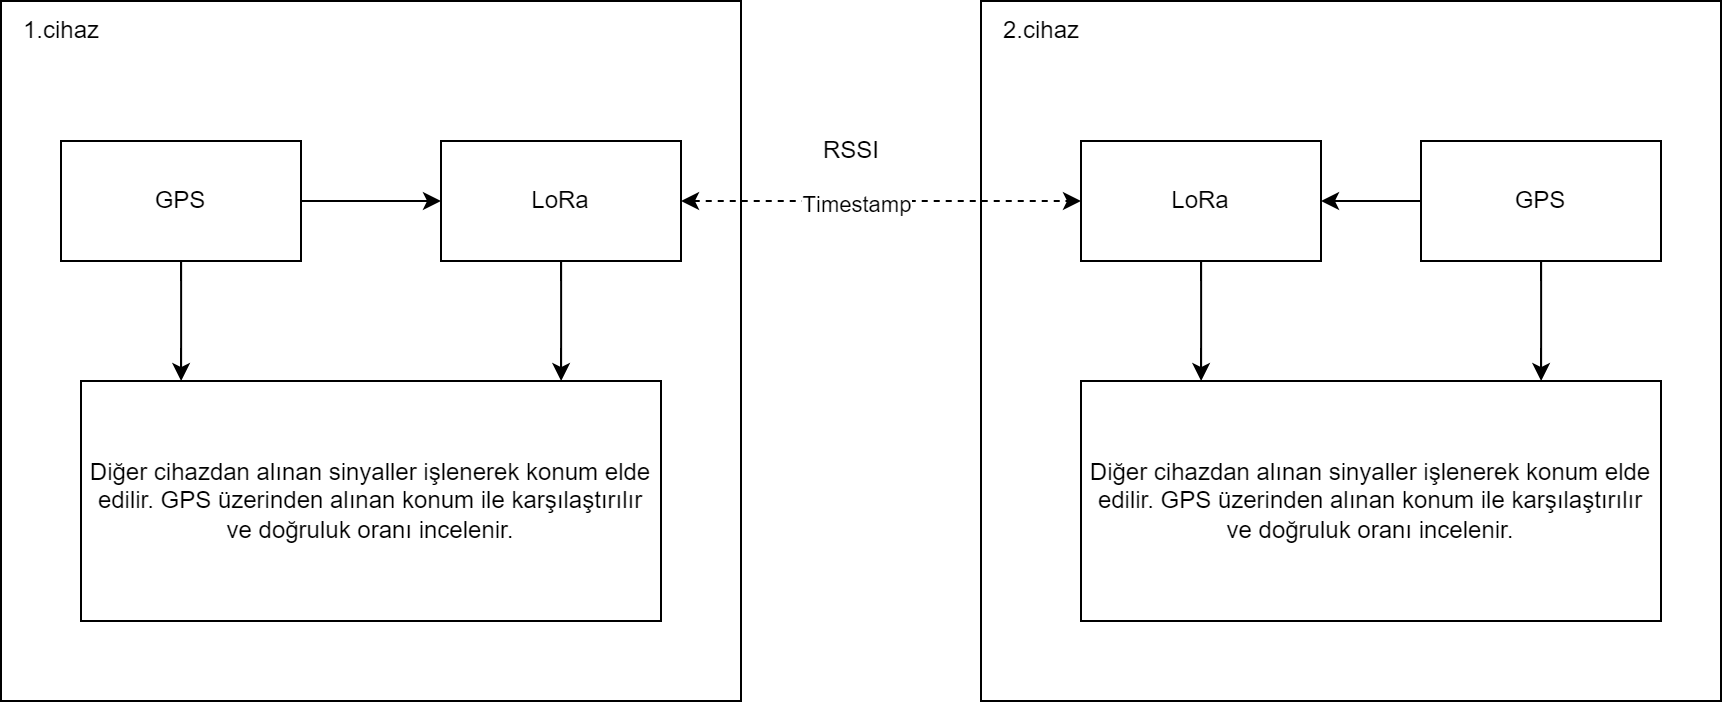 1.cihaz
2.cihaz
RSSI
GPS
LoRa
Timestamp
LoRa
GPS
Diğer cihazdan alınan sinyaller işlenerek konum elde
edilir. GPS üzerinden alınan konum ile karşılaştırılır
ve doğruluk oranı incelenir.
Diğer cihazdan alınan sinyaller işlenerek konum elde
edilir. GPS üzerinden alınan konum ile karşılaştırılır
ve doğruluk oranı incelenir.